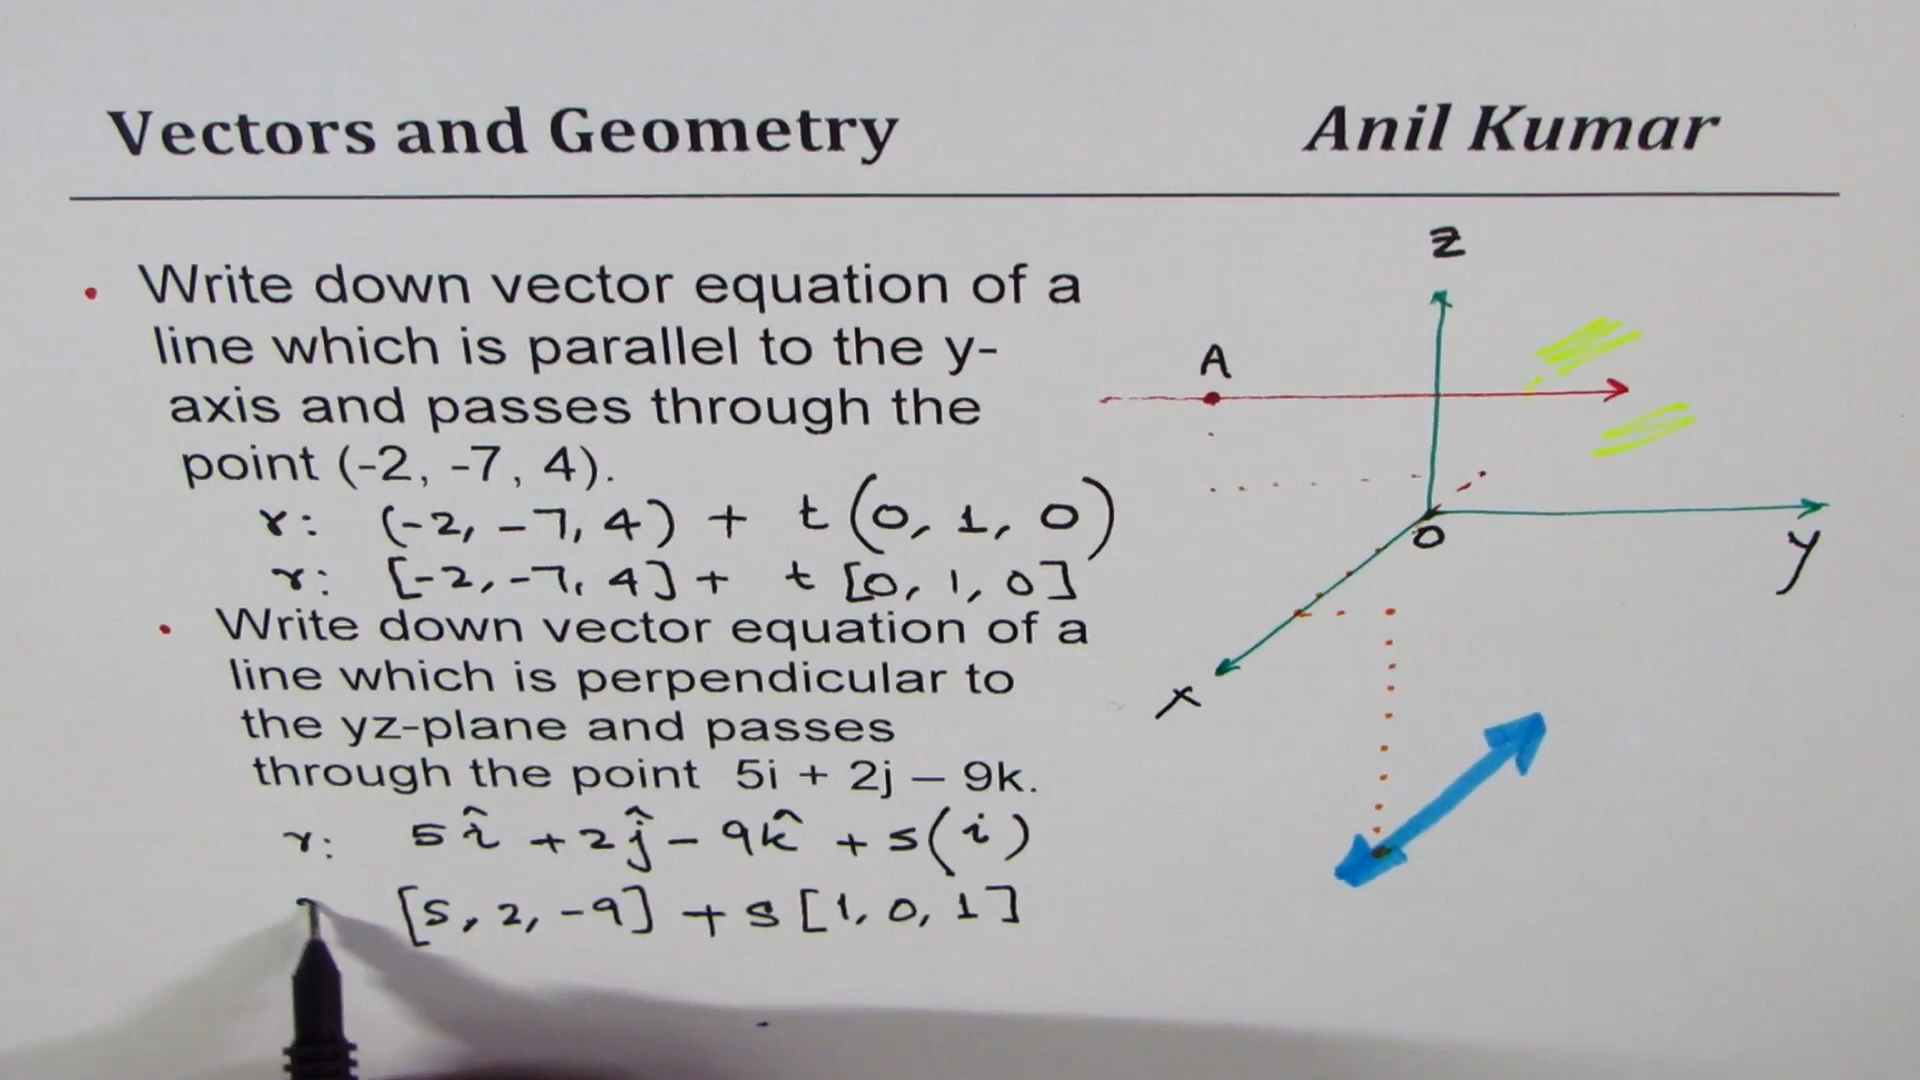 Vectors and Geometry
Anil Kumar
• Write down vector equation of a
line which is parallel to the y-
axis and passes through the
point (-2, -7, 4).
r: (-2, -7, 4) + t(0, 1, 0)
r: [-2, -7, 4] + t [0, 1, 0]
• Write down vector equation of a
line which is perpendicular to
the yz-plane and passes
through the point 5i + 2j – 9k.
r: 5î + 2ĵ - 9k̂ + s(i)
[5, 2, -9] + s [1, 0, 1]
z
A
O
y
x